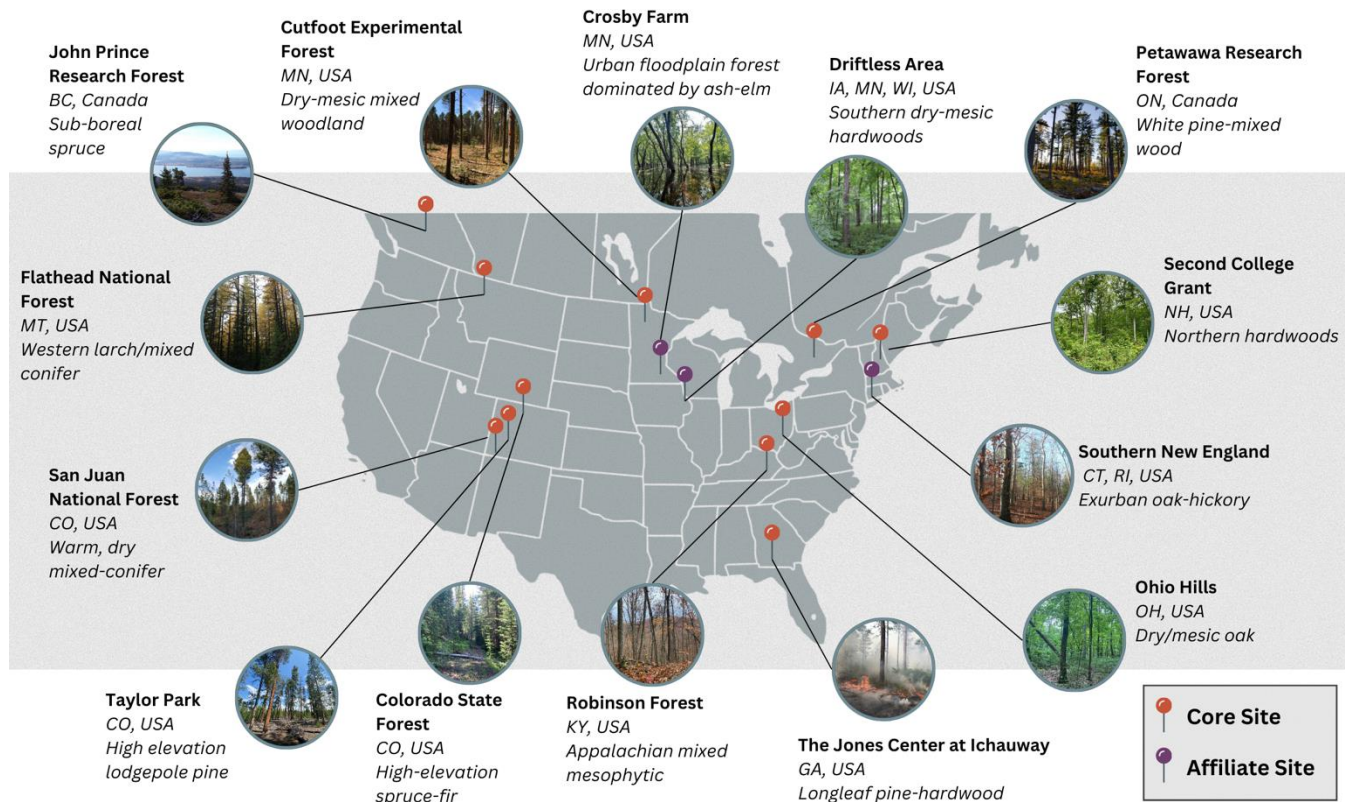 John Prince
Research Forest
BC, Canada
Sub-boreal
spruce
Cutfoot Experimental
Forest
MN, USA
Dry-mesic mixed
woodland
Crosby Farm
MN, USA
Urban floodplain forest
dominated by ash-elm
Driftless Area
IA, MN, WI, USA
Southern dry-mesic
hardwoods
Petawawa Research
Forest
ON, Canada
White pine-mixed
wood
Flathead National
Forest
MT, USA
Western larch/mixed
conifer
Second College
Grant
NH, USA
Northern hardwoods
San Juan
National Forest
CO, USA
Warm, dry
mixed-conifer
Southern New England
CT, RI, USA
Exurban oak-hickory
Ohio Hills
OH, USA
Dry/mesic oak
Taylor Park
CO, USA
High elevation
lodgepole pine
Colorado State
Forest
CO, USA
High-elevation
spruce-fir
Robinson Forest
KY, USA
Appalachian mixed
mesophytic
The Jones Center at Ichauway
GA, USA
Longleaf pine-hardwood
Core Site
Affiliate Site